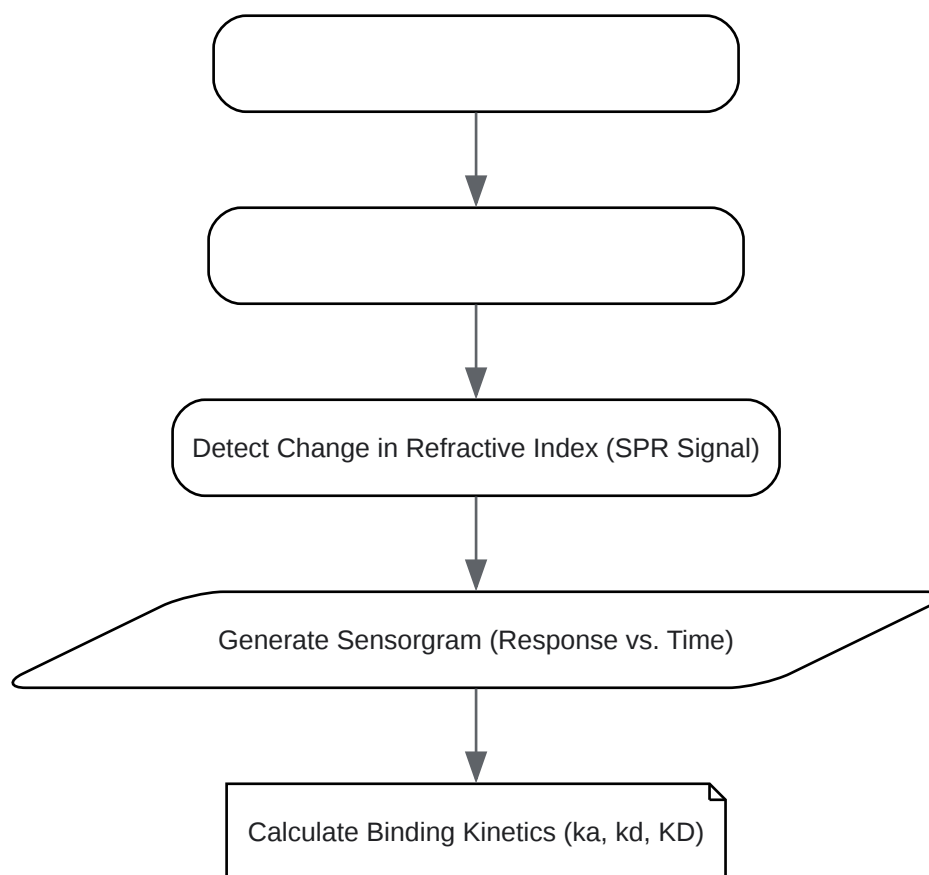 Detect Change in Refractive Index (SPR Signal)
Generate Sensorgram (Response vs. Time)
Calculate Binding Kinetics (ka, kd, KD)